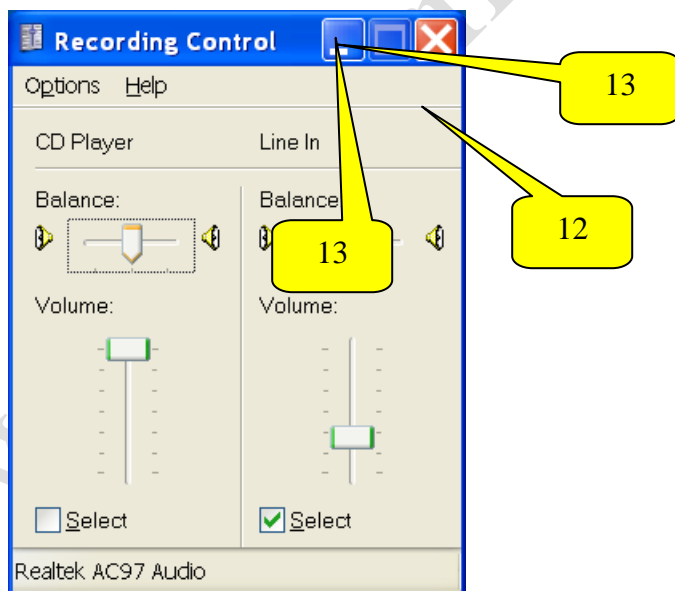 Recording Control
13
Options Help
CD Player
Line In
Balance:
Balance
12
13
Volume:
Volume:
Select
Select
Realtek AC97 Audio